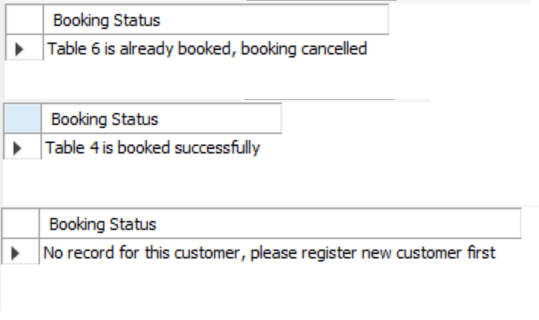 Booking Status
Table 6 is already booked, booking cancelled
Booking Status
Table 4 is booked successfully
Booking Status
No record for this customer, please register new customer first